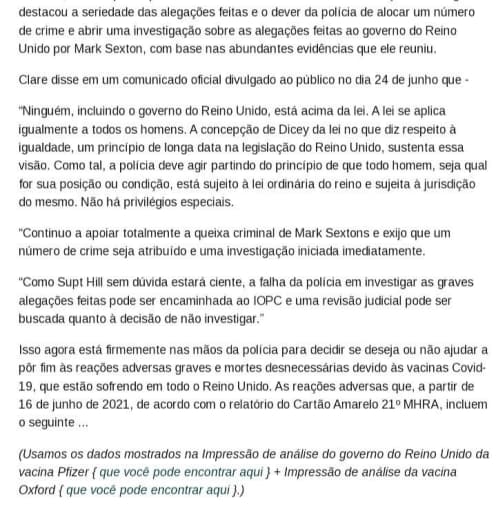 destacou a seriedade das alegações feitas e o dever da polícia de alocar um número
de crime e abrir uma investigação sobre as alegações feitas ao governo do Reino
Unido por Mark Sexton, com base nas abundantes evidências que ele reuniu.
Clare disse em um comunicado oficial divulgado ao público no dia 24 de junho que -
“Ninguém, incluindo o governo do Reino Unido, está acima da lei. A lei se aplica
igualmente a todos os homens. A concepção de Dicey da lei no que diz respeito à
igualdade, um princípio de longa data na legislação do Reino Unido, sustenta essa
visão. Como tal, a polícia deve agir partindo do princípio de que todo homem, seja qual
for sua posição ou condição, está sujeito à lei ordinária do reino e sujeita à jurisdição
do mesmo. Não há privilégios especiais.
“Continuo a apoiar totalmente a queixa criminal de Mark Sextons e exijo que um
número de crime seja atribuído e uma investigação iniciada imediatamente.
“Como Supt Hill sem dúvida estará ciente, a falha da polícia em investigar as graves
alegações feitas pode ser encaminhada ao IOPC e uma revisão judicial pode ser
buscada quanto à decisão de não investigar.”
Isso agora está firmemente nas mãos da polícia para decidir se deseja ou não ajudar a
pôr fim às reações adversas graves e mortes desnecessárias devido às vacinas Covid-
19, que estão sofrendo em todo o Reino Unido. As reações adversas que, a partir de
16 de junho de 2021, de acordo com o relatório do Cartão Amarelo 21º MHRA, incluem
o seguinte ...
(Usamos os dados mostrados na Impressão de análise do governo do Reino Unido da
vacina Pfizer { que você pode encontrar aqui } + Impressão de análise da vacina
Oxford { que você pode encontrar aqui }.)